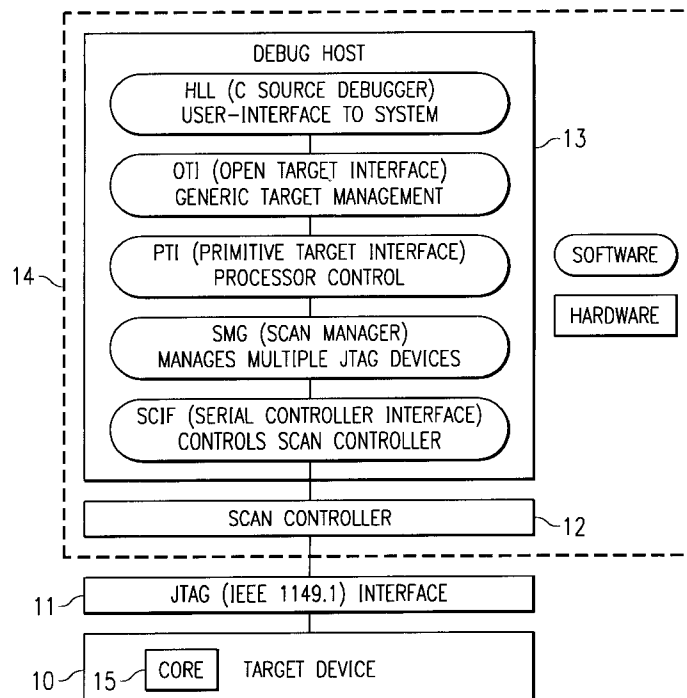 DEBUG HOST
HLL (C SOURCE DEBUGGER)
USER-INTERFACE TO SYSTEM
13
OTI (OPEN TARGET INTERFACE)
GENERIC TARGET MANAGEMENT
PTI (PRIMITIVE TARGET INTERFACE)
PROCESSOR CONTROL
14
SOFTWARE
HARDWARE
SMG (SCAN MANAGER)
MANAGES MULTIPLE JTAG DEVICES
SCIF (SERIAL CONTROLLER INTERFACE)
CONTROLS SCAN CONTROLLER
SCAN CONTROLLER
12
11
JTAG (IEEE 1149.1) INTERFACE
10
15
CORE
TARGET DEVICE